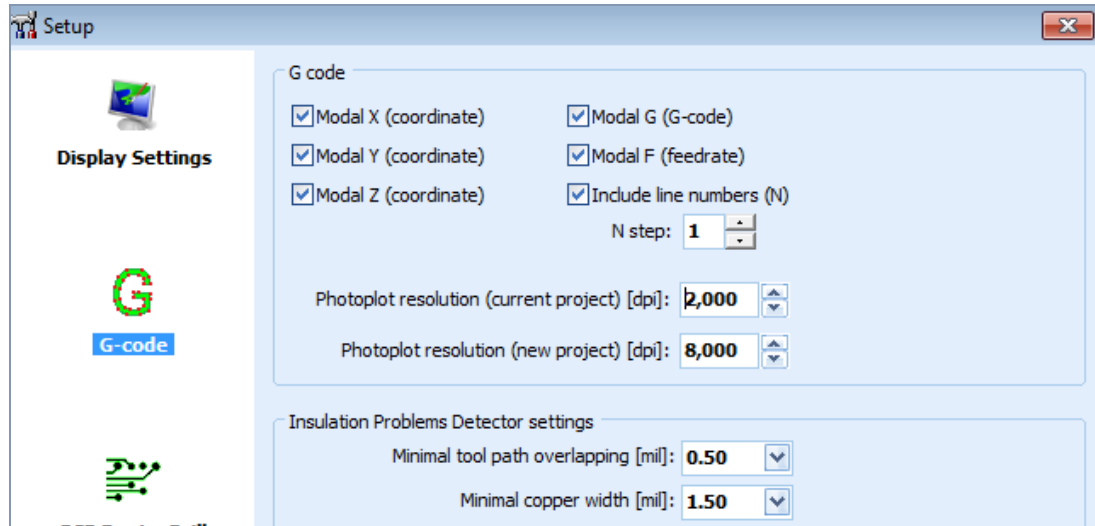 Setup
Display Settings
G-code
G code
Modal X (coordinate)
Modal G (G-code)
Modal Y (coordinate)
Modal F (feedrate)
Modal Z (coordinate)
Include line numbers (N)
N step: 1
Photoplot resolution (current project) [dpi]: 2,000
Photoplot resolution (new project) [dpi]: 8,000
Insulation Problems Detector settings
Minimal tool path overlapping [mil]: 0.50
Minimal copper width [mil]: 1.50